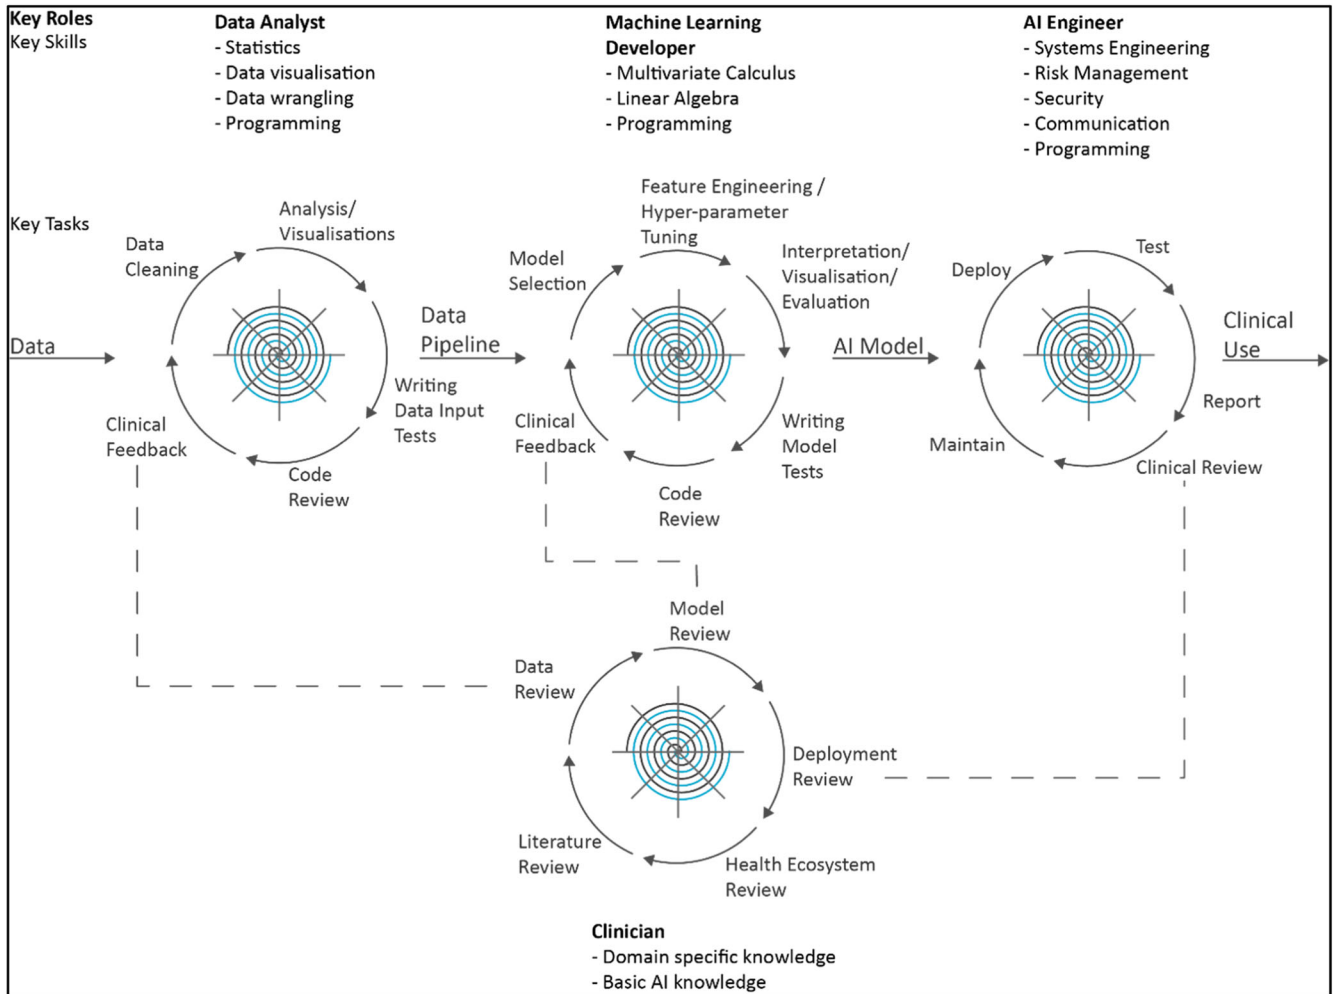 Key Roles
Key Skills
Data Analyst
- Statistics
- Data visualisation
- Data wrangling
- Programming
Machine Learning
Developer
- Multivariate Calculus
- Linear Algebra
- Programming
AI Engineer
- Systems Engineering
- Risk Management
- Security
- Communication
- Programming
Key Tasks
Data
Data
Cleaning
Analysis/
Visualisations
Writing
Data Input
Tests
Code
Review
Clinical
Feedback
Data
Pipeline
Model
Selection
Feature Engineering /
Hyper-parameter
Tuning
Interpretation/
Visualisation/
Evaluation
Writing
Model
Tests
Code
Review
Clinical
Feedback
AI Model
Deploy
Test
Report
Clinical Review
Maintain
Clinical
Use
Model
Review
Data
Review
Deployment
Review
Health Ecosystem
Review
Literature
Review
Clinician
- Domain specific knowledge
- Basic AI knowledge